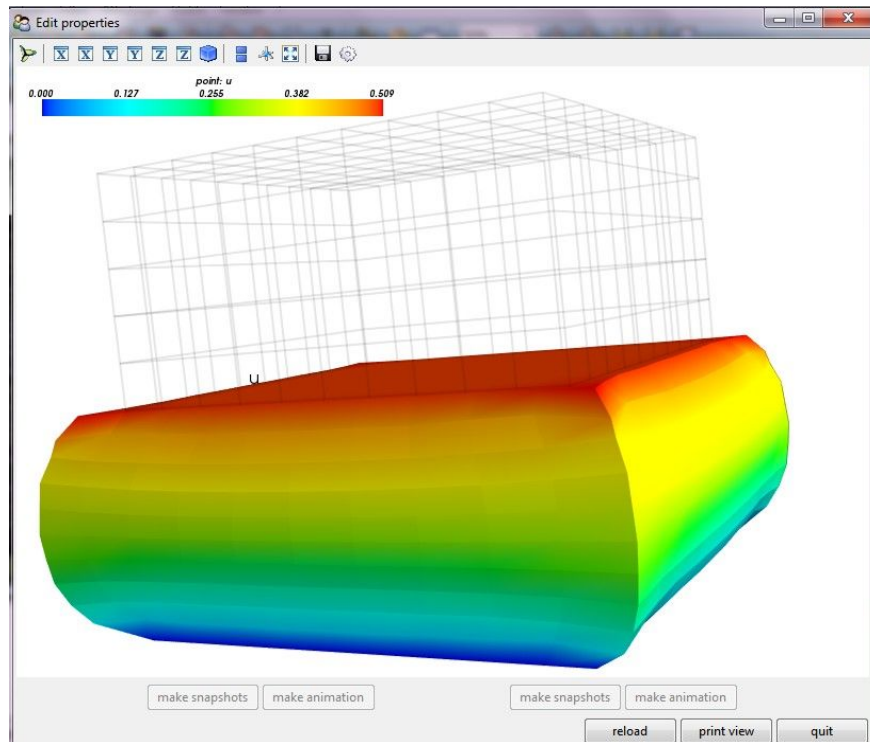 Edit properties
X X Y Y Z Z
point: u
0.000 0.127 0.255 0.382 0.509
u
make snapshots make animation make snapshots make animation
reload print view quit